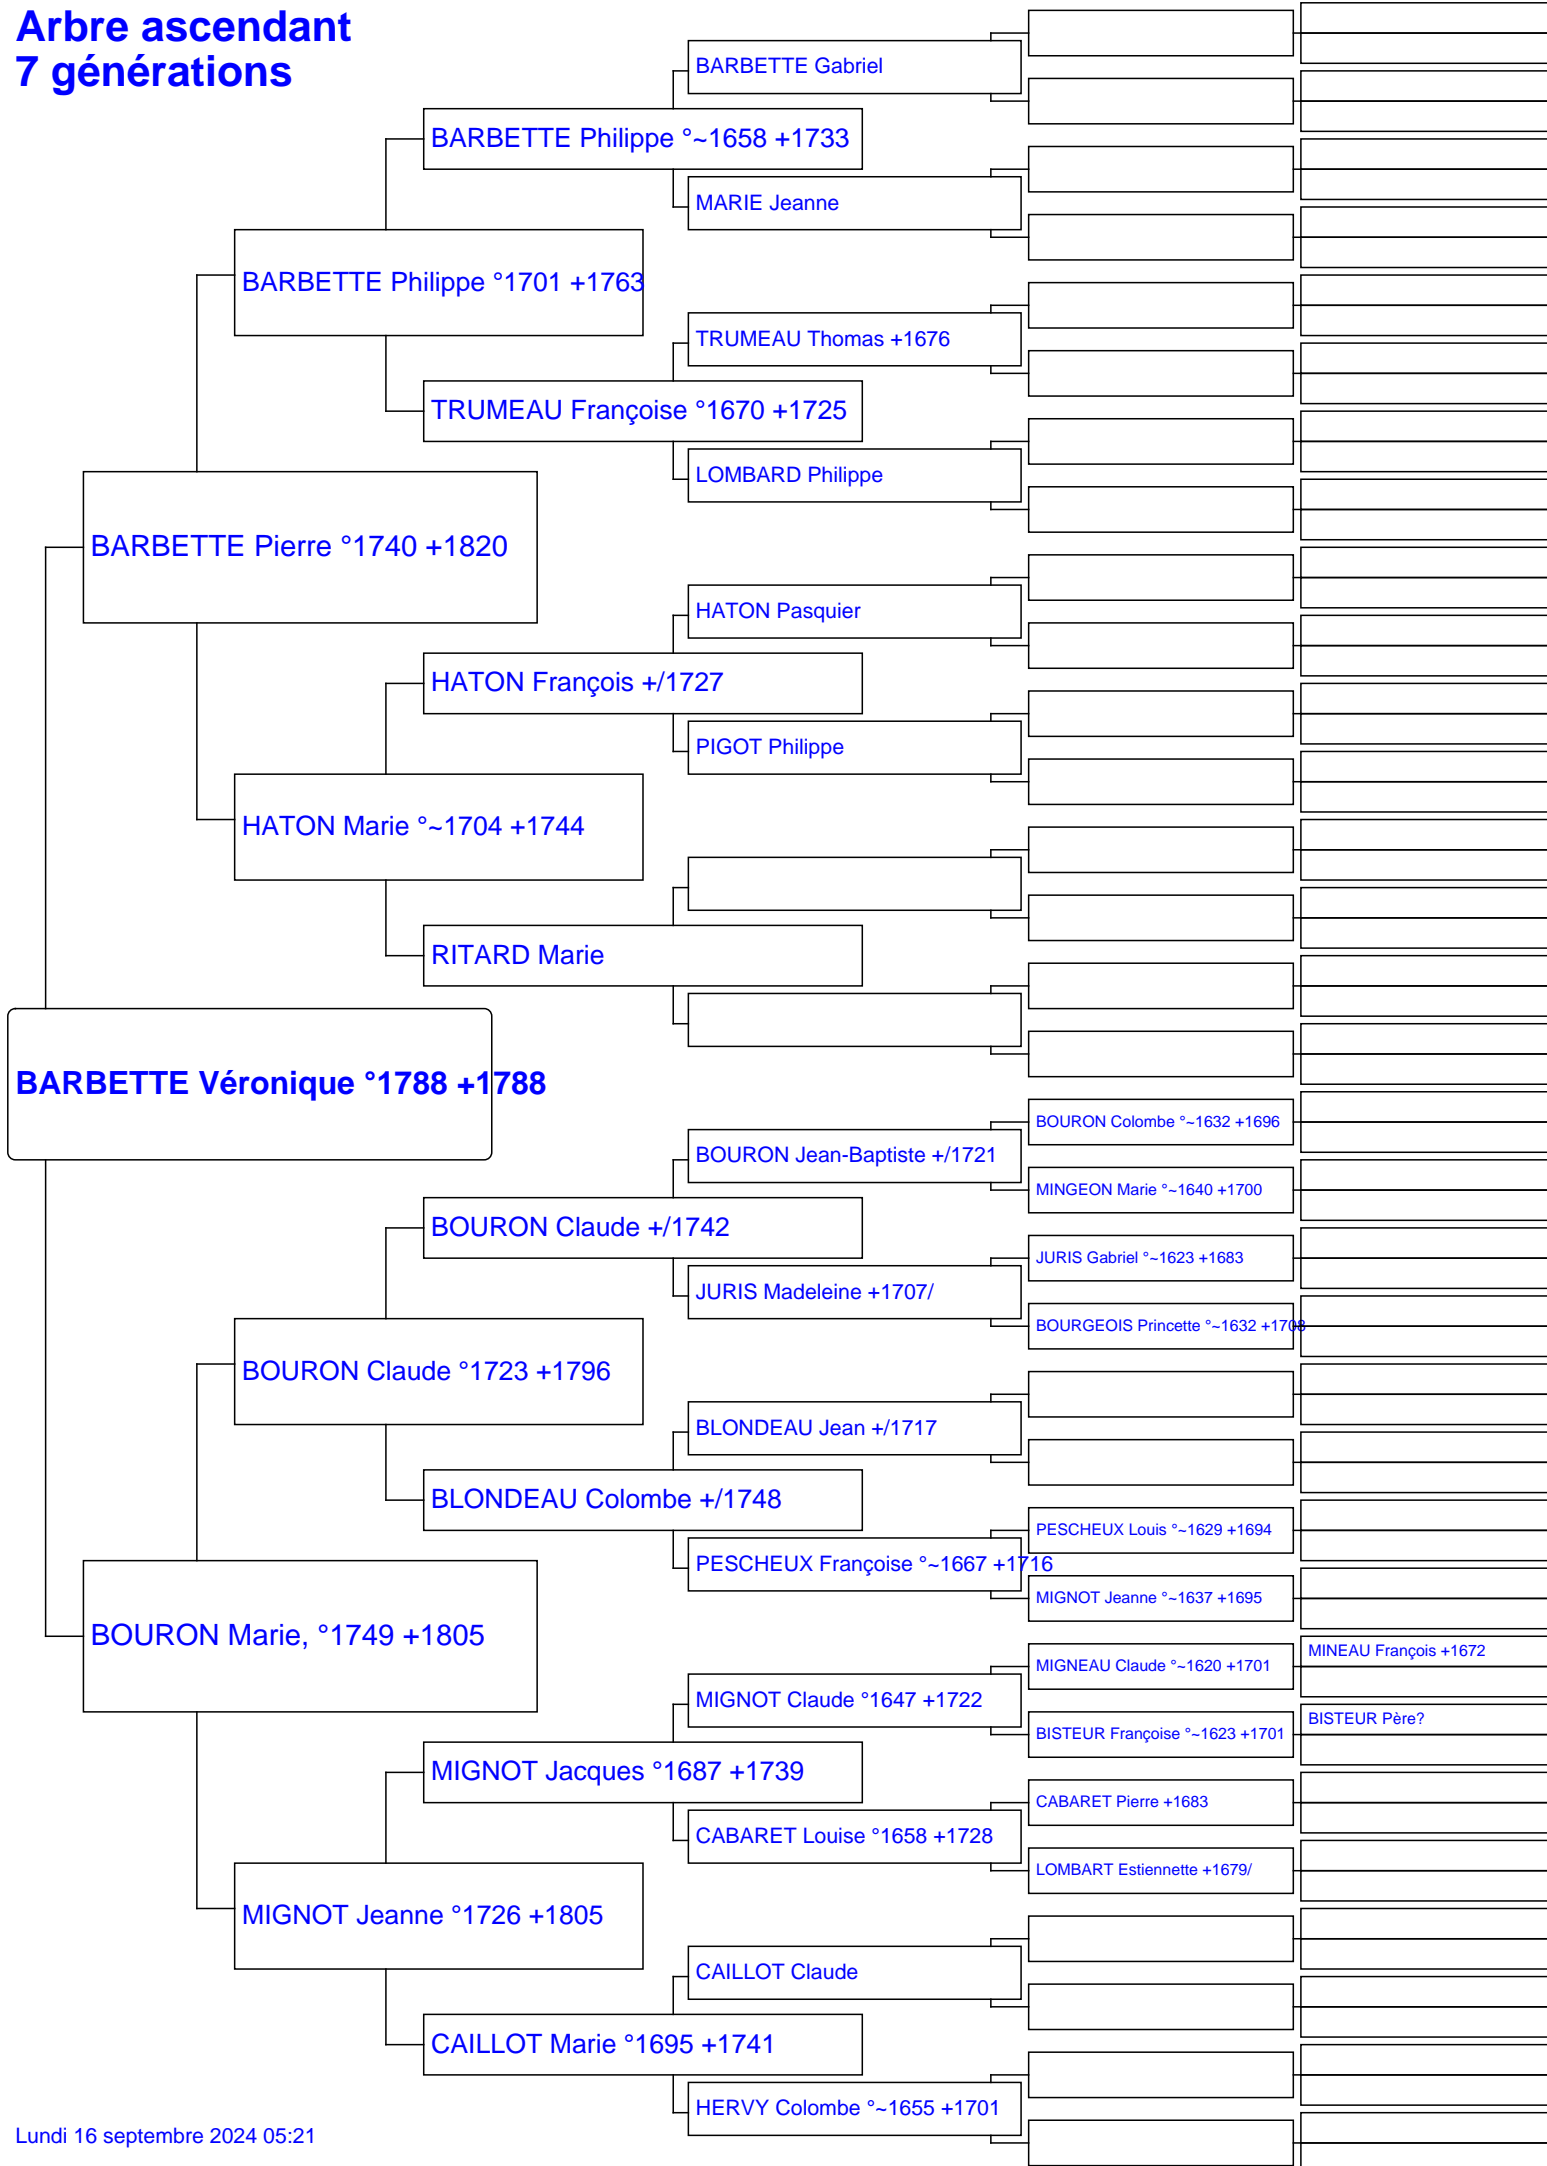 Arbre ascendant
7 générations
BARBETTE Gabriel
BARBETTE Philippe °~1658 +1733
MARIE Jeanne
BARBETTE Philippe °1701 +1763
TRUMEAU Thomas +1676
TRUMEAU Françoise °1670 +1725
LOMBARD Philippe
BARBETTE Pierre °1740 +1820
HATON Pasquier
HATON François +/1727
PIGOT Philippe
HATON Marie °~1704 +1744
RITARD Marie
BARBETTE Véronique °1788 +1788
BOURON Colombe °~1632 +1696
BOURON Jean-Baptiste +/1721
MINGEON Marie °~1640 +1700
BOURON Claude +/1742
JURIS Gabriel °~1623 +1683
JURIS Madeleine +1707/
BOURGEOIS Princette °~1632 +1708
BOURON Claude °1723 +1796
BLONDEAU Jean +/1717
BLONDEAU Colombe +/1748
PESCHEUX Louis °~1629 +1694
PESCHEUX Françoise °~1667 +1716
MIGNOT Jeanne °~1637 +1695
BOURON Marie, °1749 +1805
MINEAU François +1672
MIGNEAU Claude °~1620 +1701
MIGNOT Claude °1647 +1722
BISTEUR Père?
BISTEUR Françoise °~1623 +1701
MIGNOT Jacques °1687 +1739
CABARET Pierre +1683
CABARET Louise °1658 +1728
LOMBART Estiennette +1679/
MIGNOT Jeanne °1726 +1805
CAILLOT Claude
CAILLOT Marie °1695 +1741
HERVY Colombe °~1655 +1701
Lundi 16 septembre 2024 05:21